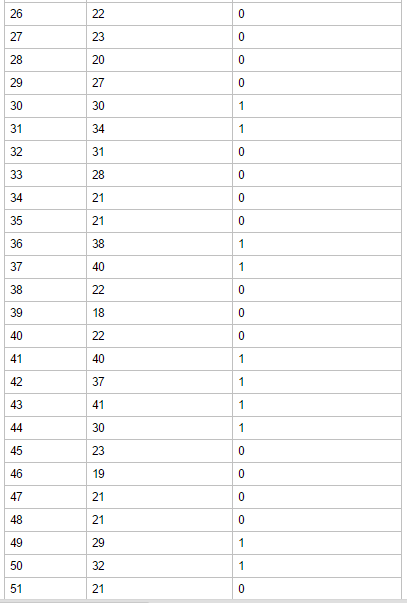 26 22 0
27 23 0
28 20 0
29 27 0
30 30 1
31 34 1
32 31 0
33 28 0
34 21 0
35 21 0
36 38 1
37 40 1
38 22 0
39 18 0
40 22 0
41 40 1
42 37 1
43 41 1
44 30 1
45 23 0
46 19 0
47 21 0
48 21 0
49 29 1
50 32 1
51 21 0